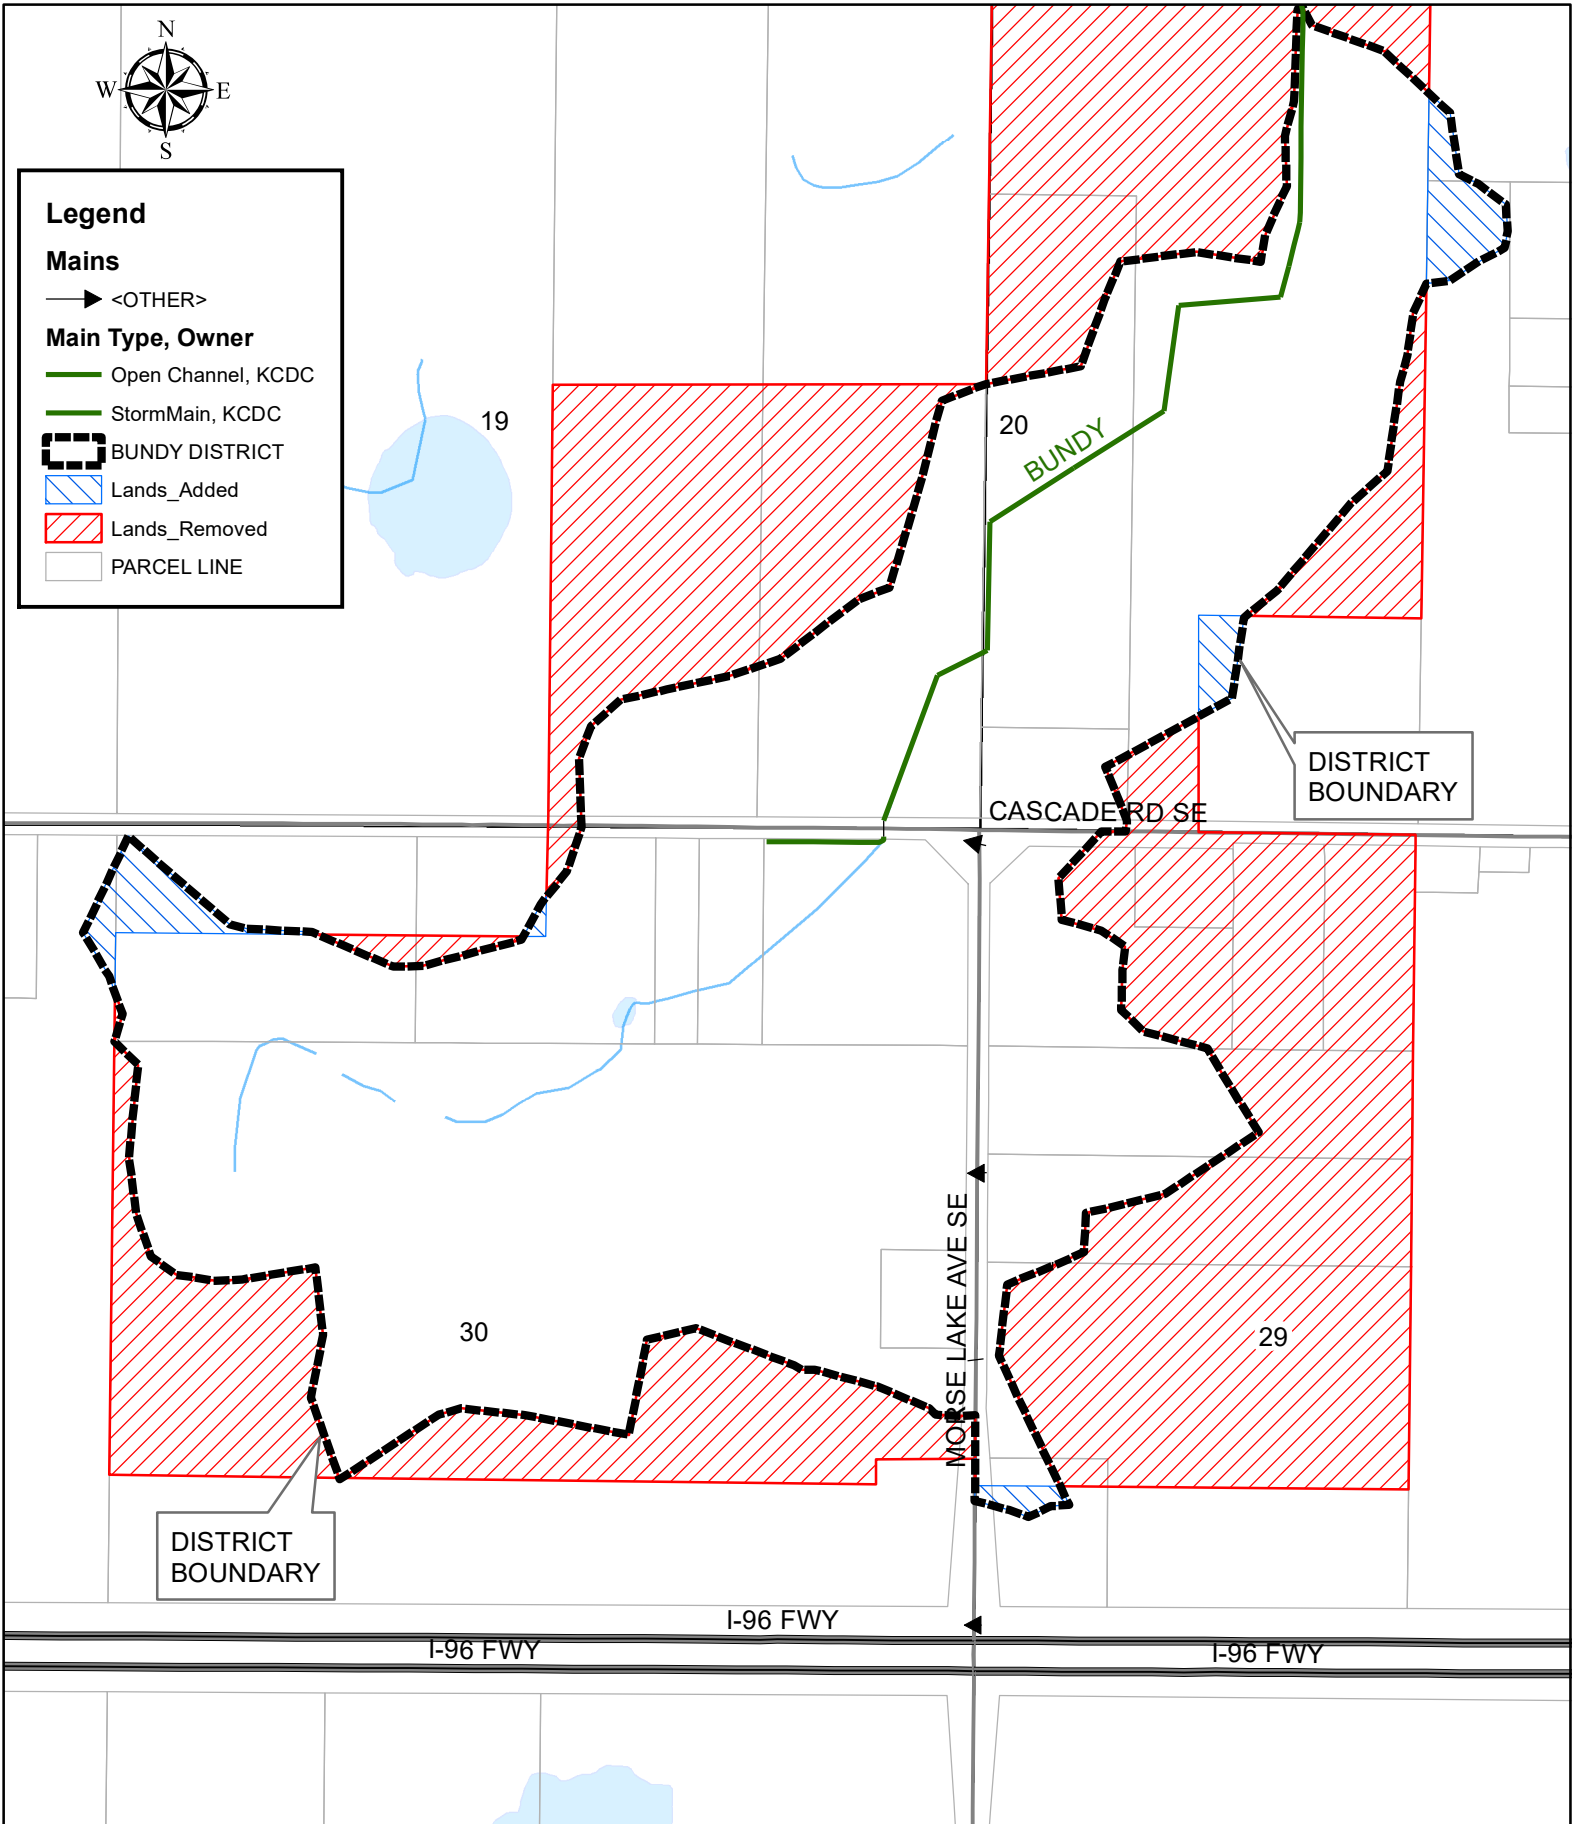 N
W E
S
Legend
Mains
<OTHER>
Main Type, Owner
Open Channel, KCDC
StormMain, KCDC
BUNDY DISTRICT
Lands_Added
Lands_Removed
PARCEL LINE
19
20
BUNDY
DISTRICT
BOUNDARY
CASCADE RD SE
MORSE LAKE AVE SE
30
29
DISTRICT
BOUNDARY
I-96 FWY
I-96 FWY
I-96 FWY